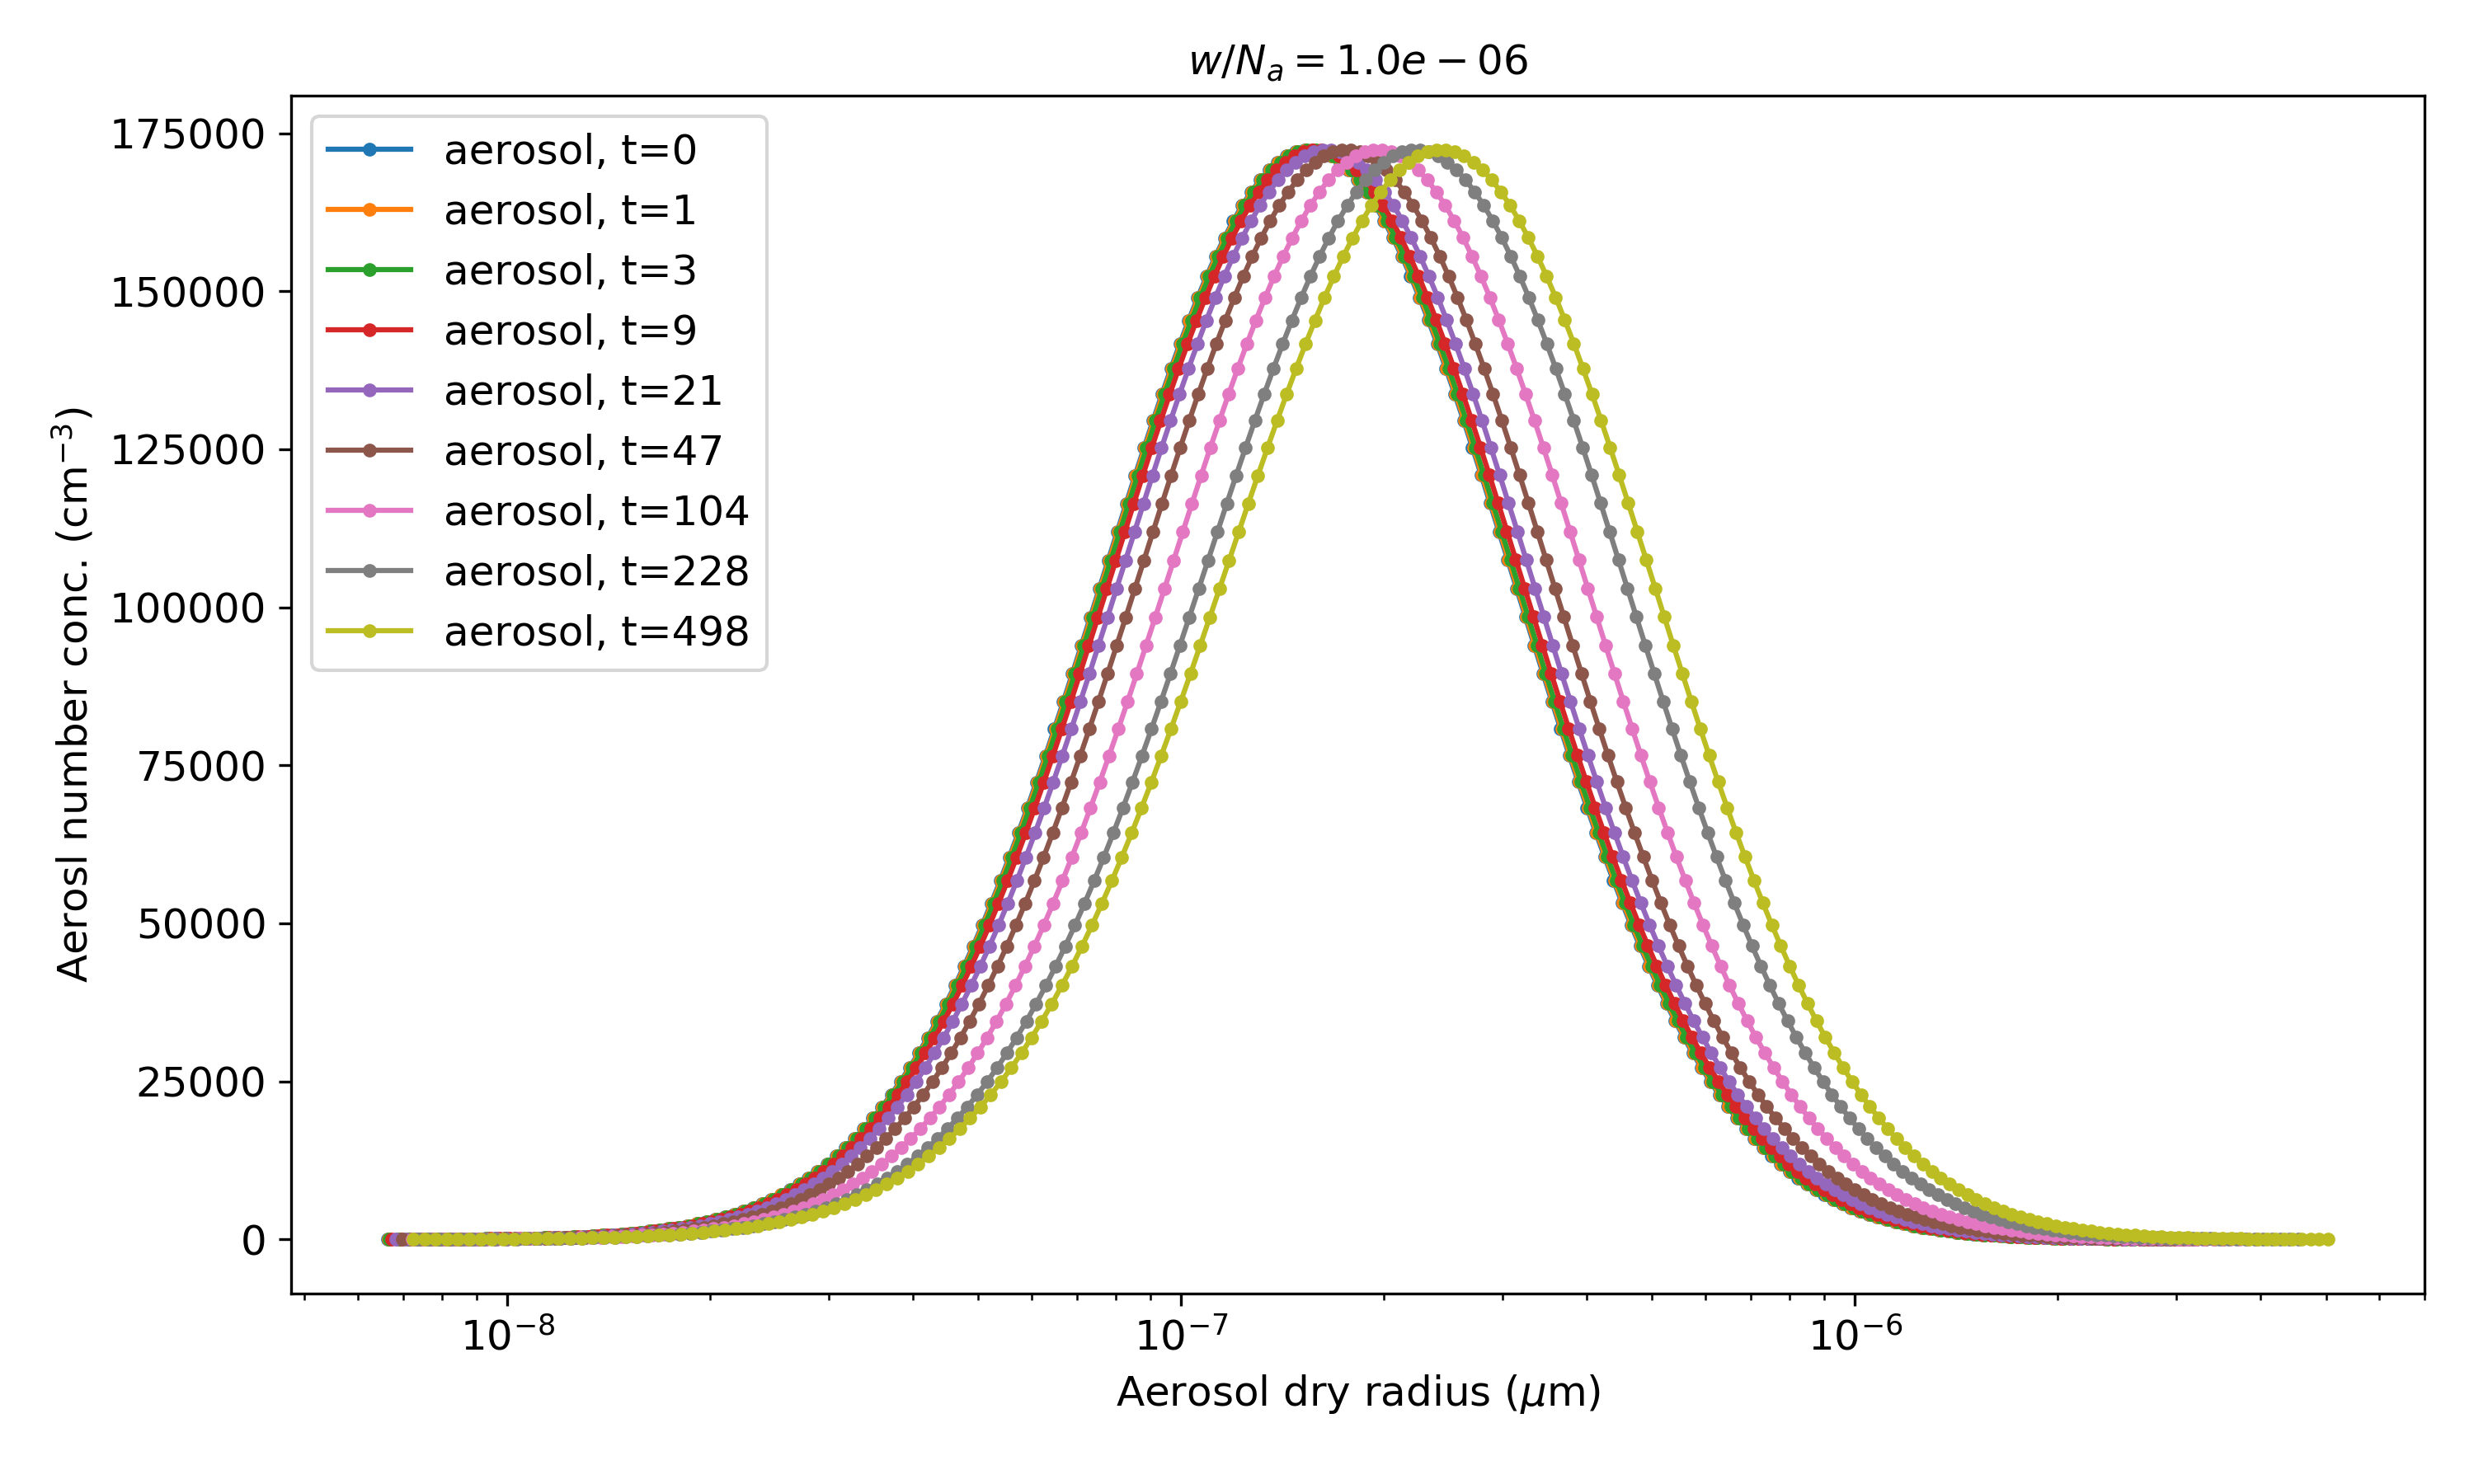 w/Nₐ = 1.0e − 06
175000
150000
125000
100000
75000
50000
25000
0
Aerosl number conc. (cm⁻³)
aerosol, t=0
aerosol, t=1
aerosol, t=3
aerosol, t=9
aerosol, t=21
aerosol, t=47
aerosol, t=104
aerosol, t=228
aerosol, t=498
10⁻⁸ 10⁻⁷ 10⁻⁶
Aerosol dry radius (μm)